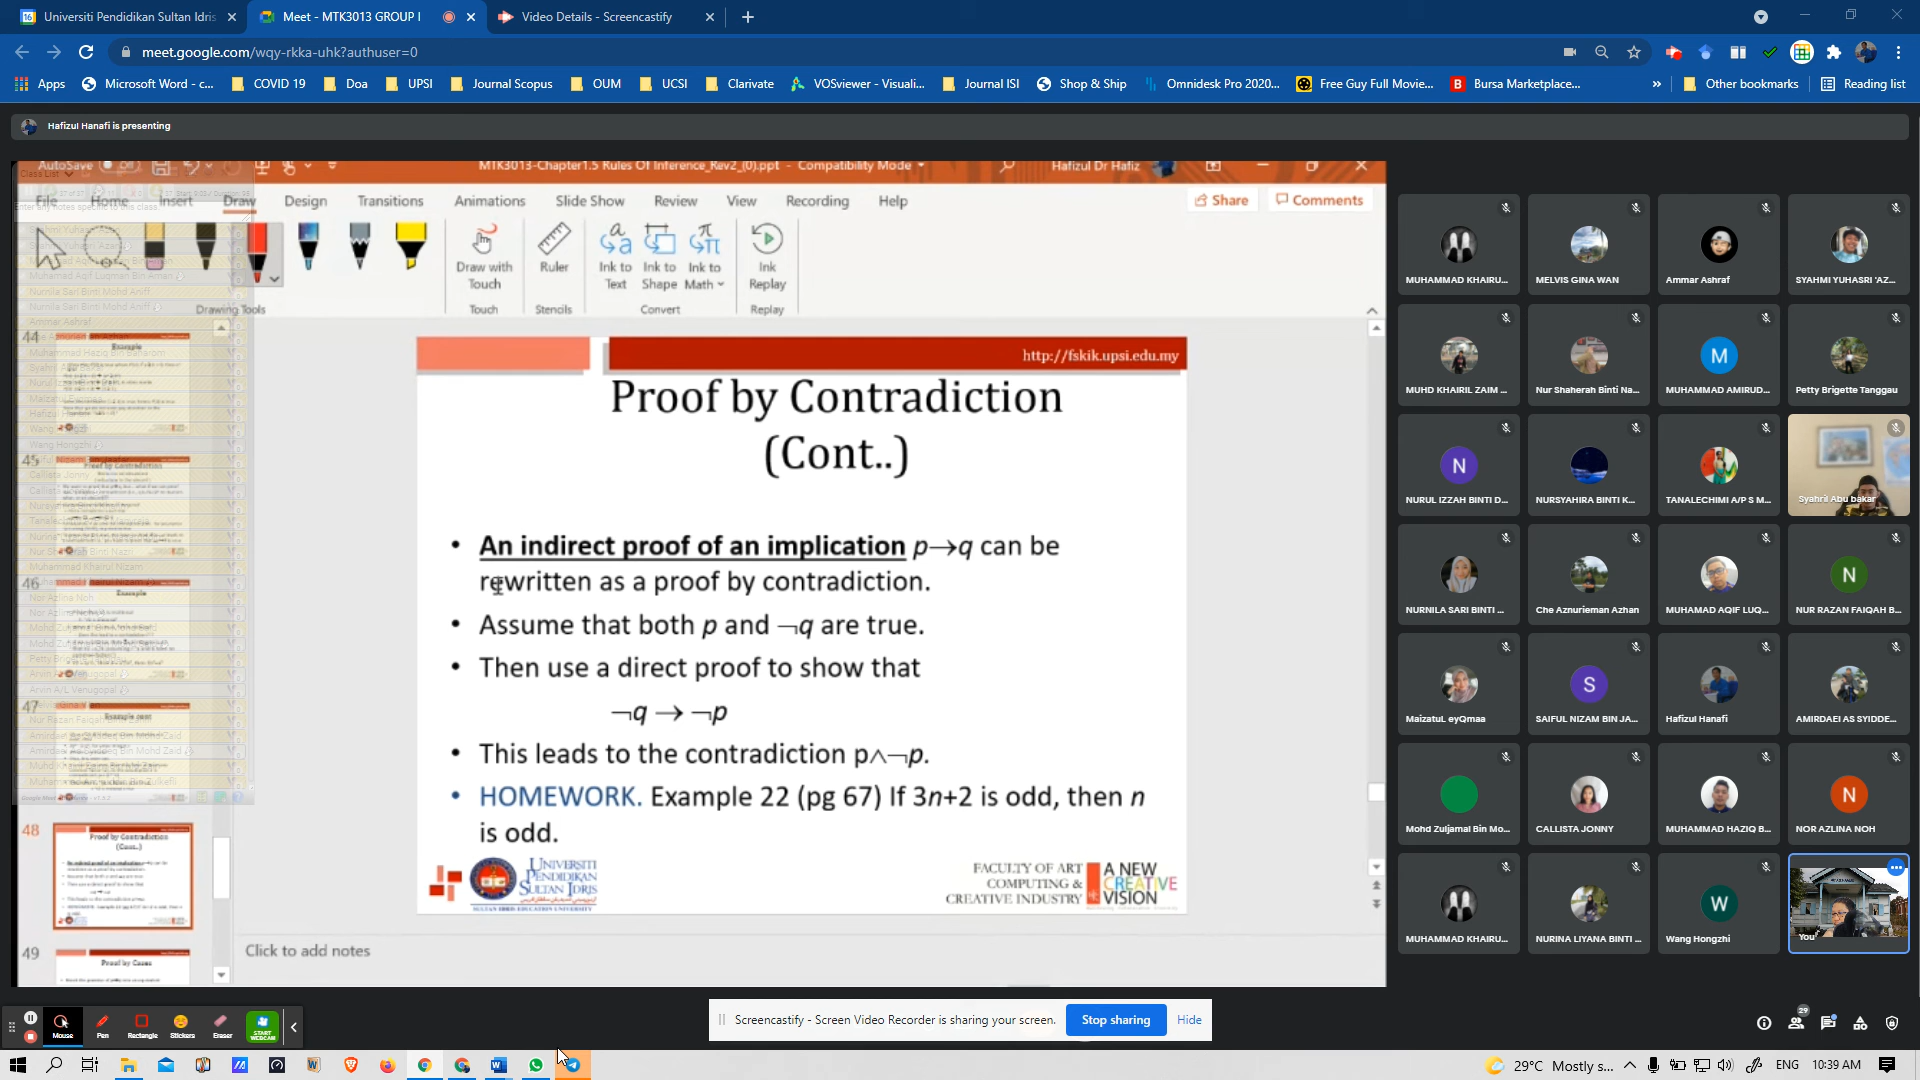 Universiti Pendidikan Sultan Idris
Meet - MTK3013 GROUP I
Video Details - Screencastify
meet.google.com/wqy-rkka-uhk?authuser=0
Apps
Microsoft Word - c...
COVID 19
Doa
UPSI
Journal Scopus
OUM
UCSI
Clarivate
VOSviewer - Visuali...
Journal ISI
Shop & Ship
Omnidesk Pro 2020...
Free Guy Full Movie...
Bursa Marketplace...
»
Other bookmarks
Reading list
Hafizul Hanafi is presenting
AutoSave
MTK3013-Chapter1.5 Rules Of Inference_Rev2_(0).ppt - Compatibility Mode
Hafizul Dr Hafiz
File Home Insert Draw Design Transitions Animations Slide Show Review View Recording Help
Share
Comments
Draw with Touch
Ruler
Ink to Text
Ink to Shape
Ink to Math
Ink Replay
Drawing Tools
Touch
Stencils
Convert
Replay
44
Example
45
Proof by Contradiction
46
Example
47
Example cont
48
Proof by Contradiction
(Cont..)
49
Proof by Cases
http://fskik.upsi.edu.my
Proof by Contradiction
(Cont..)
• An indirect proof of an implication p→q can be
rewritten as a proof by contradiction.
• Assume that both p and ¬q are true.
• Then use a direct proof to show that
¬q → ¬p
• This leads to the contradiction p∧¬p.
• HOMEWORK. Example 22 (pg 67) If 3n+2 is odd, then n
is odd.
UNIVERSITI
PENDIDIKAN
SULTAN IDRIS
SULTAN IDRIS EDUCATION UNIVERSITY
FACULTY OF ART
COMPUTING &
CREATIVE INDUSTRY
A NEW
CREATIVE
VISION
Click to add notes
MUHAMMAD KHAIRU...
MELVIS GINA WAN
Ammar Ashraf
SYAHMI YUHASRI 'AZ...
MUHD KHAIRIL ZAIM ...
Nur Shaherah Binti Na...
M
MUHAMMAD AMIRUD...
Petty Brigette Tanggau
N
NURUL IZZAH BINTI D...
NURSYAHIRA BINTI K...
TANALECHIMI A/P S M...
Syahril Abu bakar
NURNILA SARI BINTI ...
Che Aznurieman Azhan
MUHAMAD AQIF LUQ...
N
NUR RAZAN FAIQAH B...
Maizatul eyQmaa
S
SAIFUL NIZAM BIN JA...
Hafizul Hanafi
AMIRDAEI AS SYIDDE...
Mohd Zuljamal Bin Mo...
CALLISTA JONNY
MUHAMMAD HAZIQ B...
N
NOR AZLINA NOH
MUHAMMAD KHAIRU...
NURINA LIYANA BINTI ...
W
Wang Hongzhi
You
Mouse
Pen
Rectangle
Stickers
Eraser
START WEBCAM
Screencastify - Screen Video Recorder is sharing your screen.
Stop sharing
Hide
29
29°C Mostly s...
ENG
10:39 AM